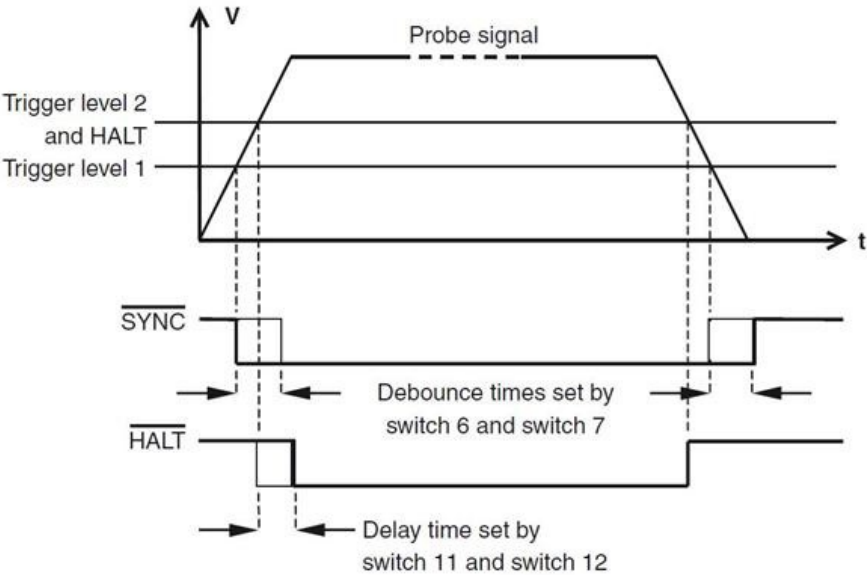 V
Probe signal
Trigger level 2
and HALT
Trigger level 1
t
SYNC
Debounce times set by
switch 6 and switch 7
HALT
Delay time set by
switch 11 and switch 12